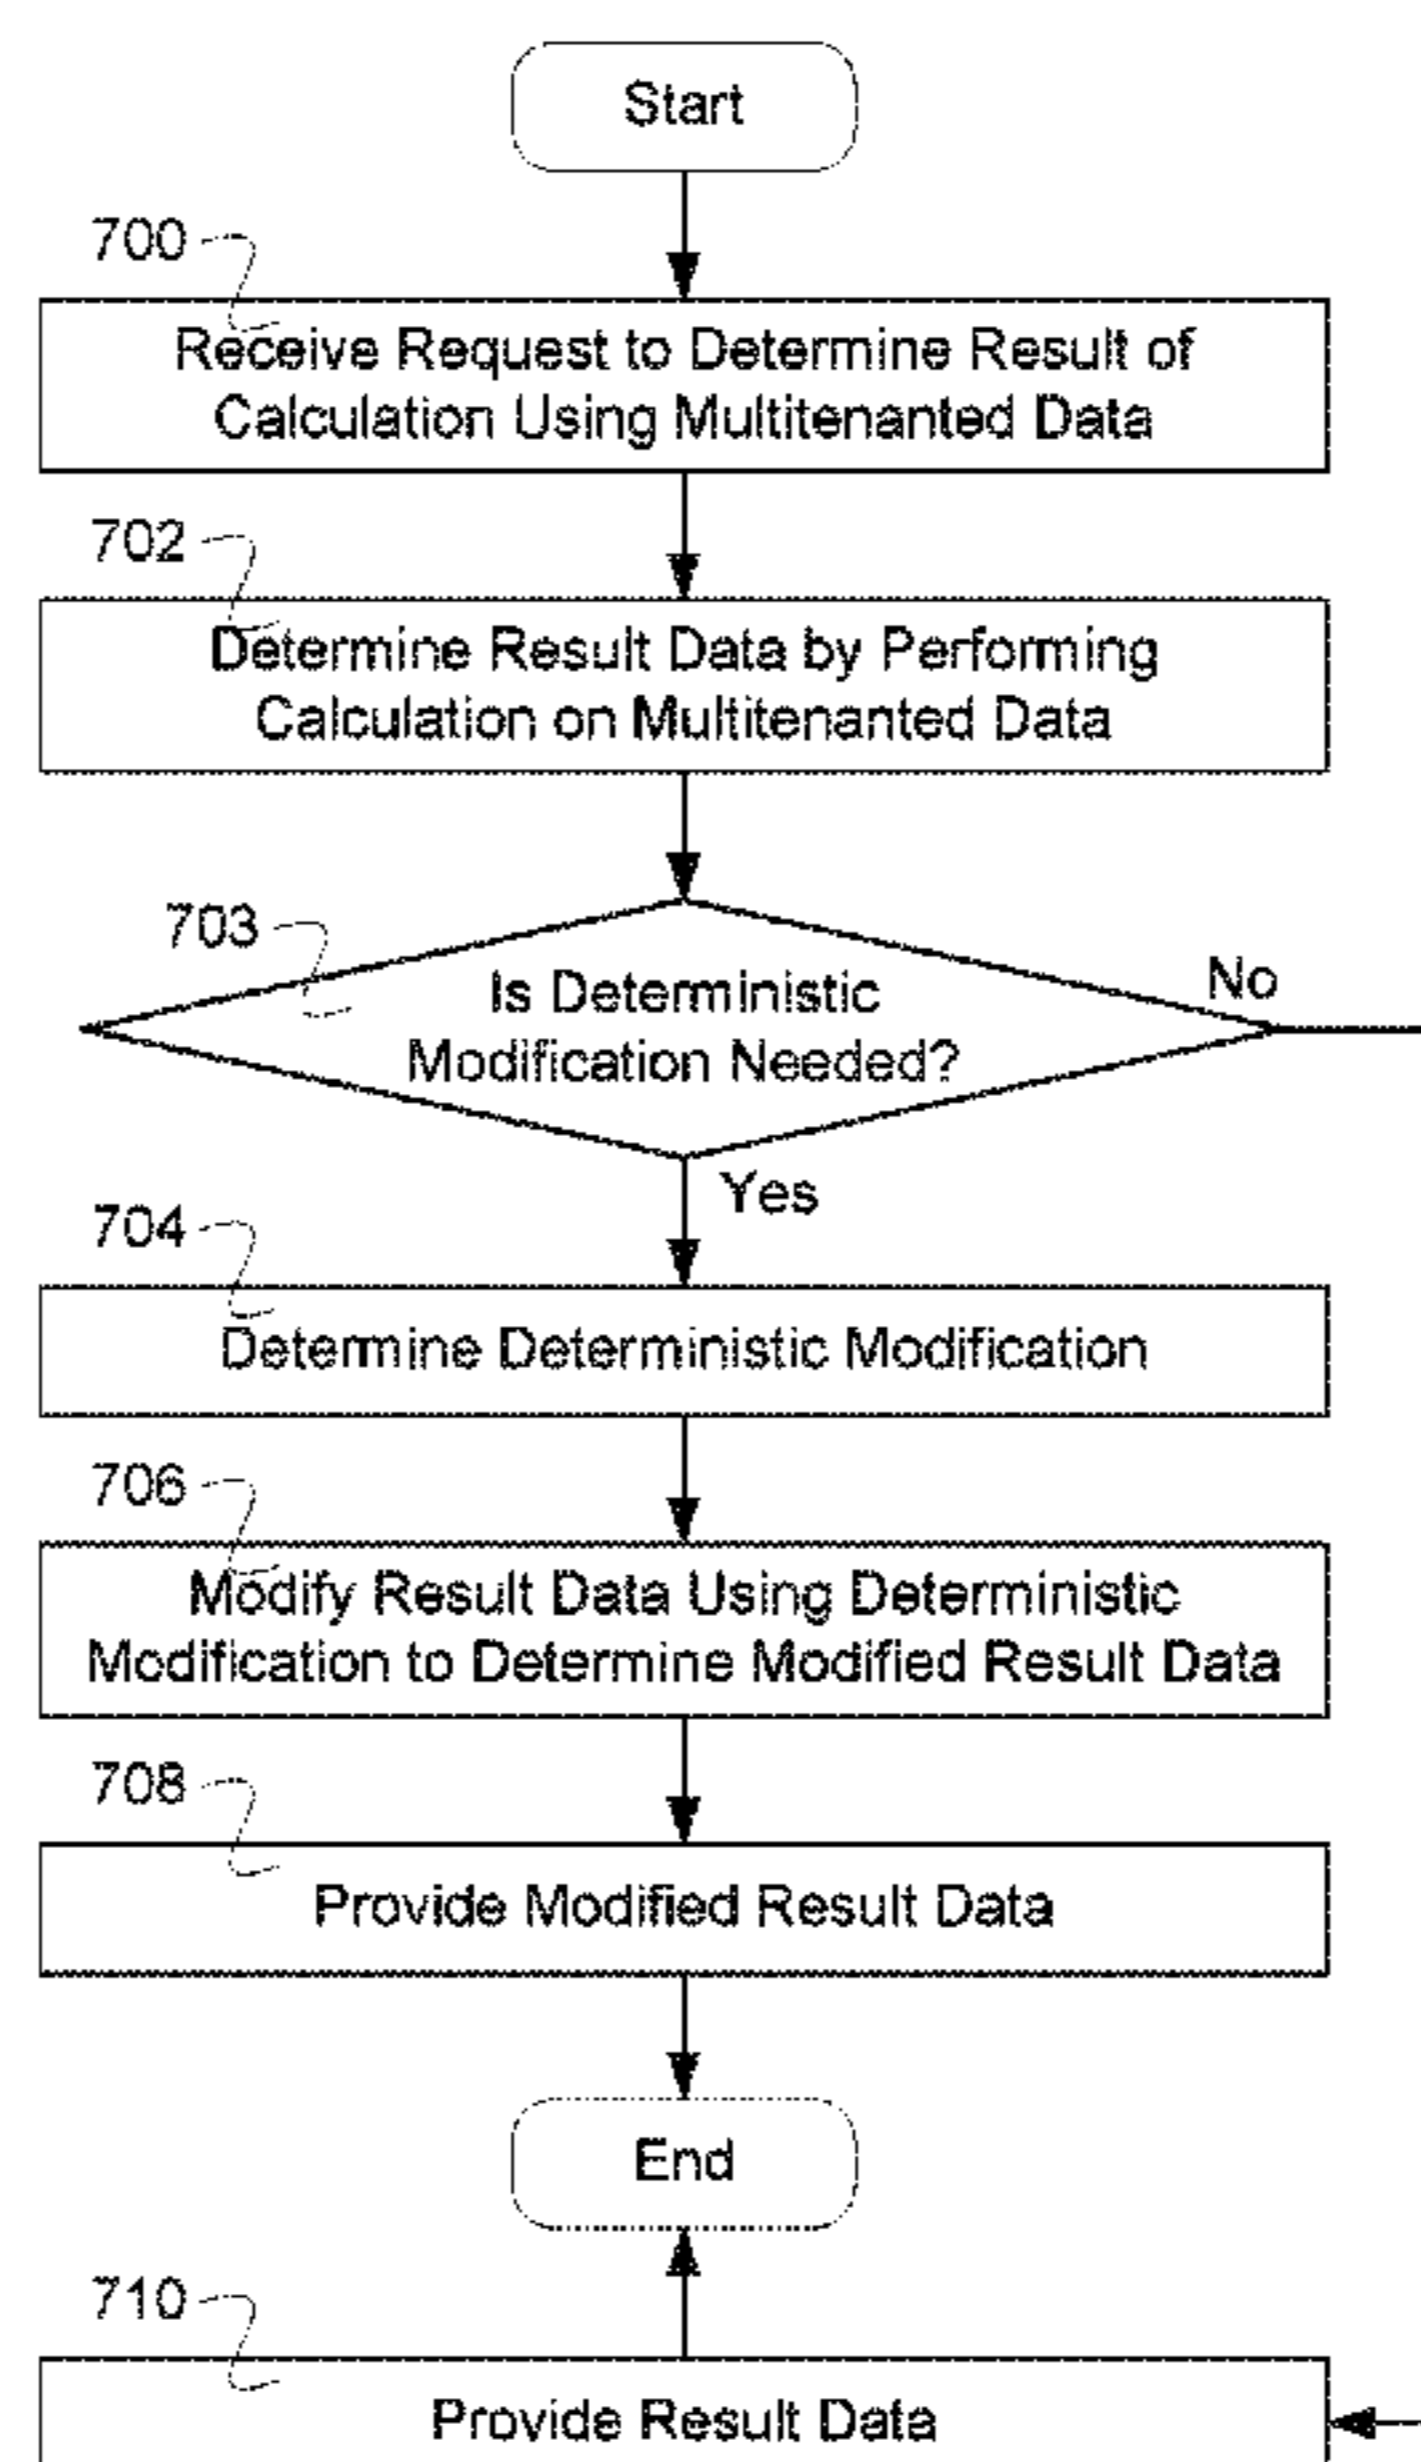 Start
700
Receive Request to Determine Result of
Calculation Using Multitenanted Data
702
Determine Result Data by Performing
Calculation on Multitenanted Data
703
Is Deterministic
Modification Needed?
No
Yes
704
Determine Deterministic Modification
706
Modify Result Data Using Deterministic
Modification to Determine Modified Result Data
708
Provide Modified Result Data
End
710
Provide Result Data